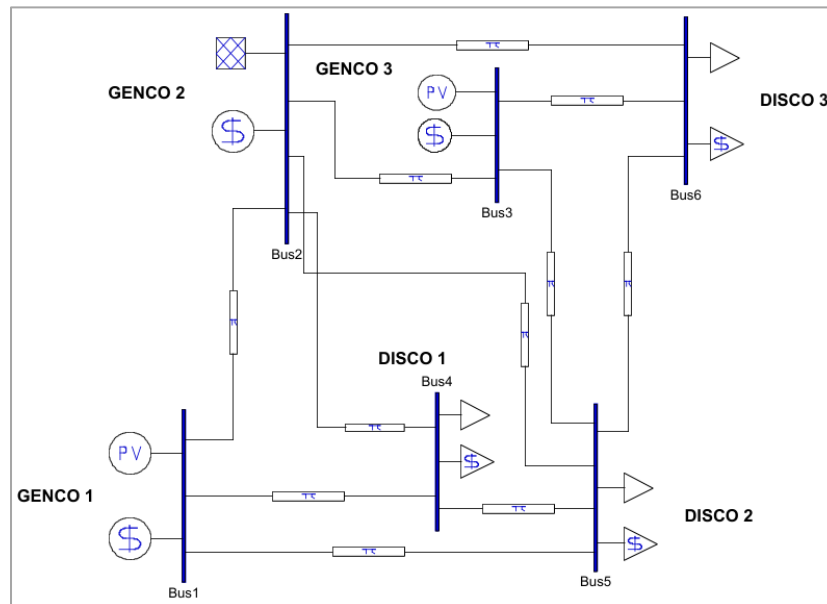 GENCO 2
GENCO 3
DISCO 3
PV
$
$
$
Bus3
Bus6
Bus2
π
π
π
π
π
π
π
π
π
π
π
DISCO 1
Bus4
PV
$
GENCO 1
$
DISCO 2
$
Bus1
Bus5